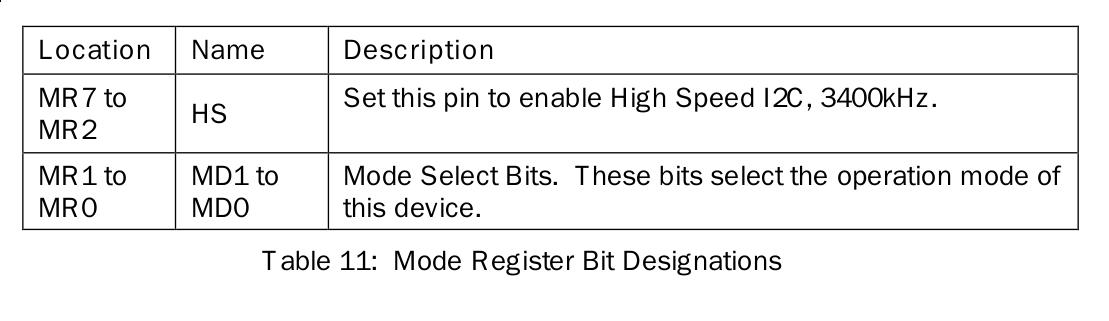 Location Name Description
MR7 to
MR2
HS
Set this pin to enable High Speed I2C, 3400kHz.
MR1 to
MR0
MD1 to
MD0
Mode Select Bits. These bits select the operation mode of
this device.
Table 11: Mode Register Bit Designations